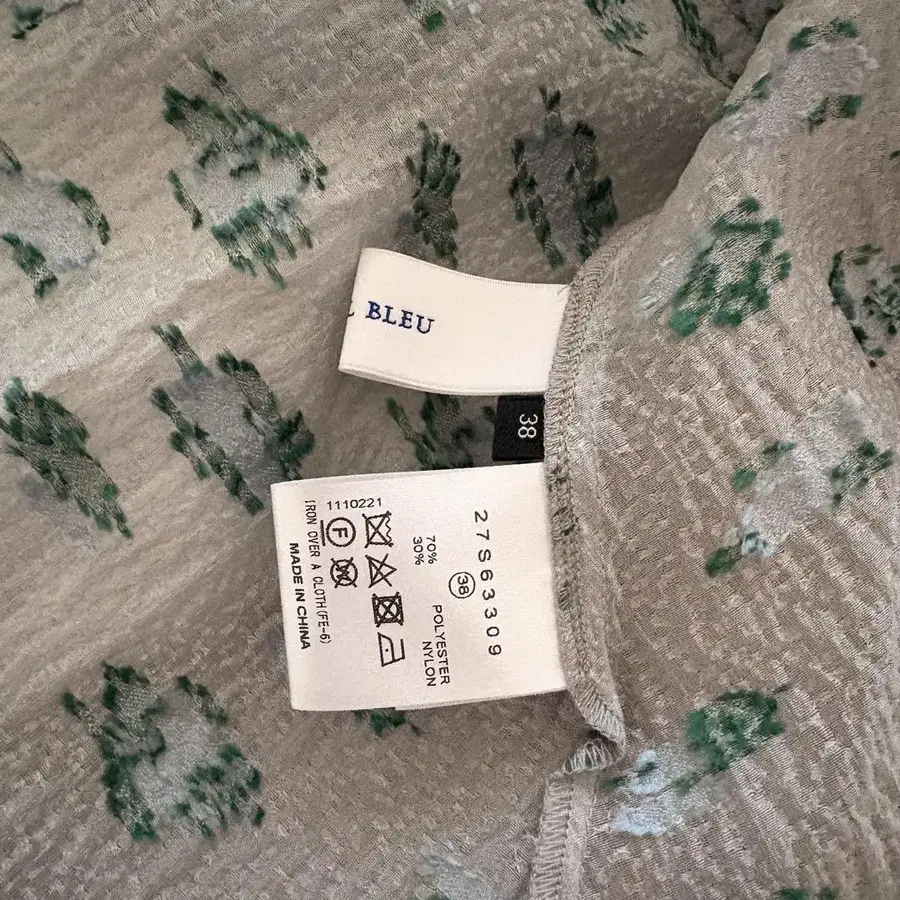 BLEU
38
27S63309
38
70% POLYESTER
30% NYLON
1110221
F
W
IRON OVER A CLOTH(FE-6)
MADE IN CHINA